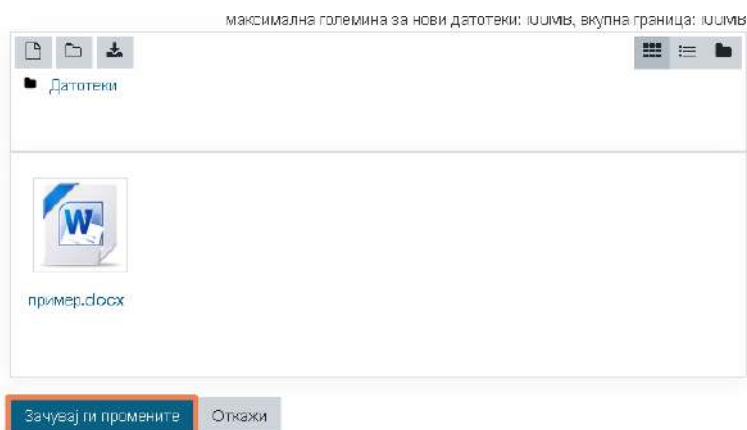 максимална големина за нови датотеки: 100MB, вкупна граница: 100MB
Датотеки
W
пример.docx
Зачувај ги промените Откажи